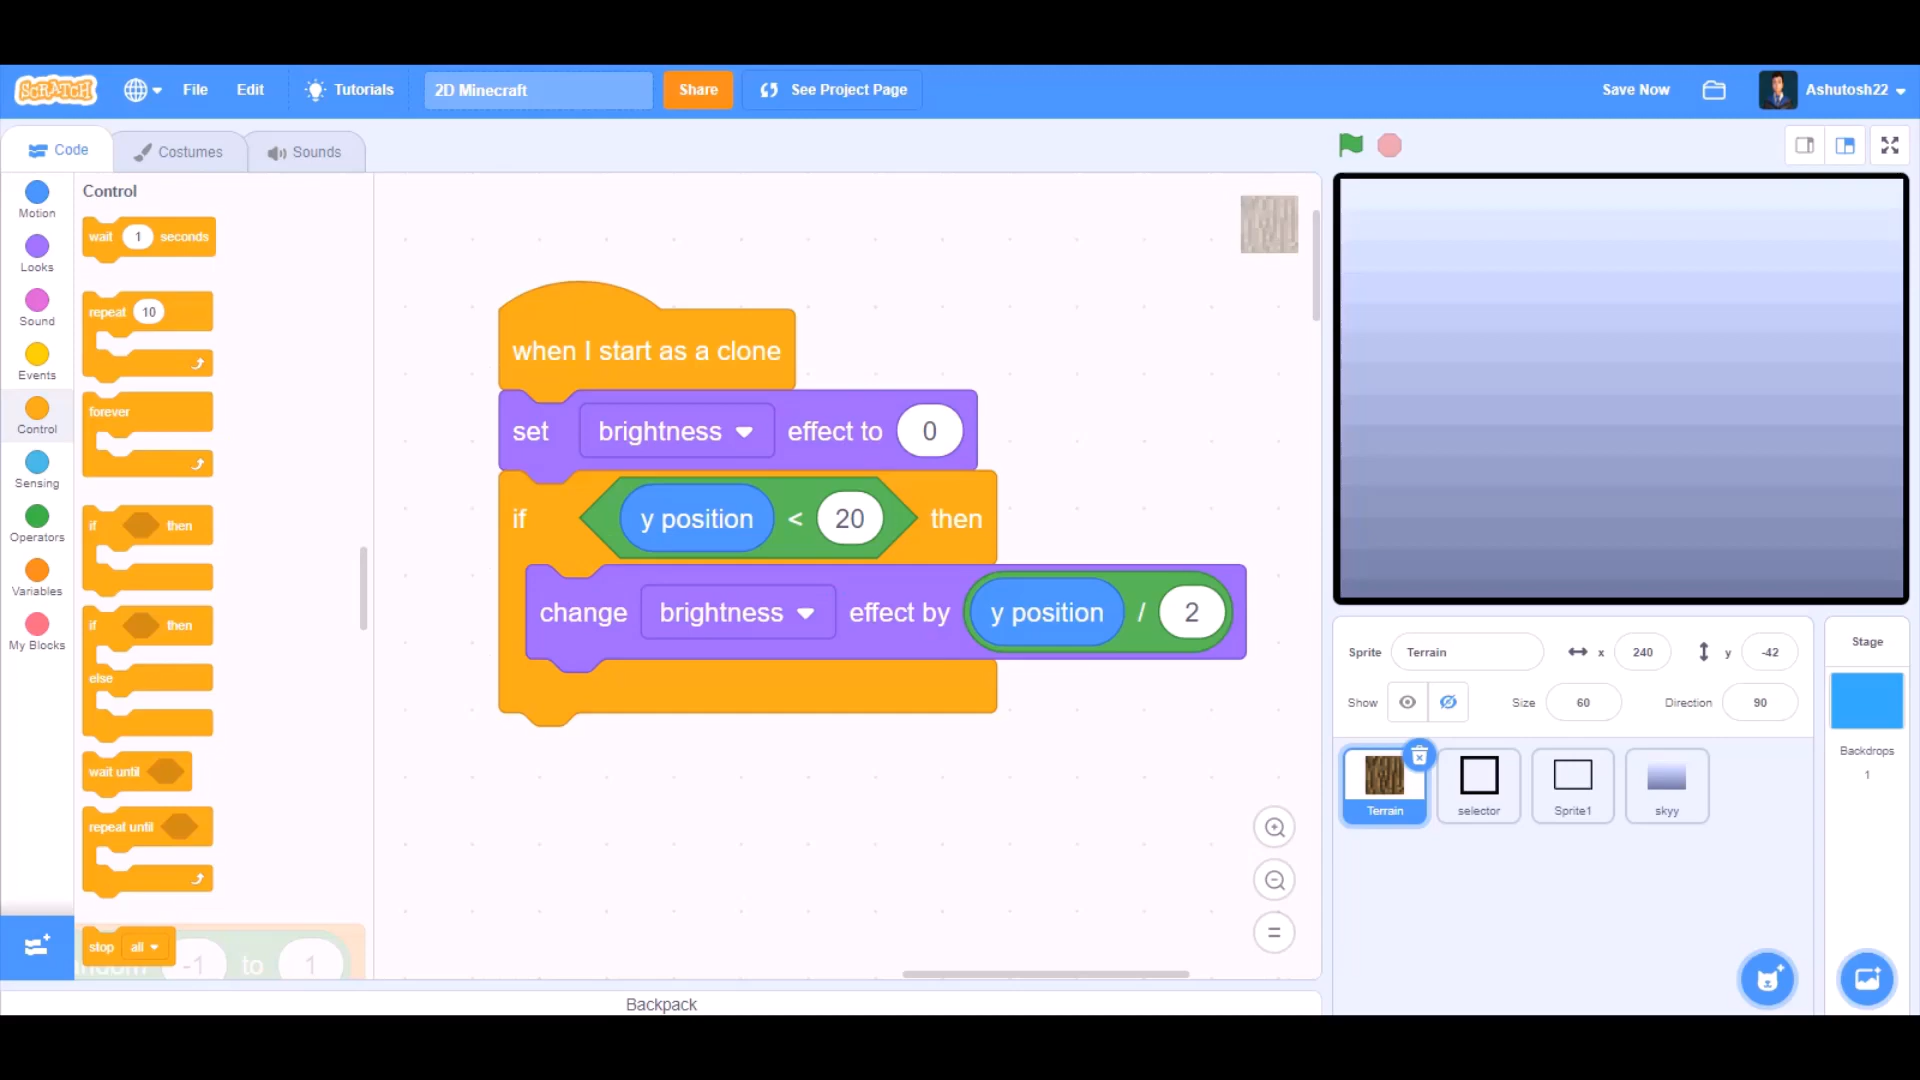 SCRATCH File Edit Tutorials 2D Minecraft Share See Project Page Save Now Ashutosh22
Code Costumes Sounds
Motion
Looks
Sound
Events
Control
Sensing
Operators
Variables
My Blocks
Control
wait 1 seconds
repeat 10
forever
if then
if then
else
wait until
repeat until
stop all
-1 to 1
when I start as a clone
set brightness effect to 0
if y position < 20 then
change brightness effect by y position / 2
Backpack
Sprite Terrain x 240 y -42
Show Size 60 Direction 90
Terrain selector Sprite1 skyy
Stage
Backdrops
1